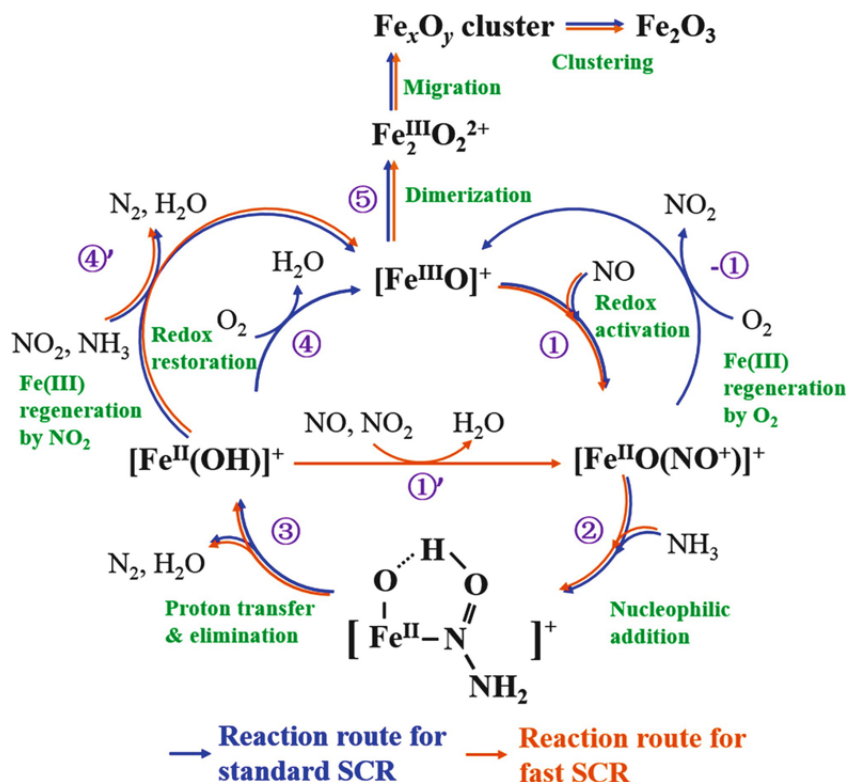 FeₓOᵧ cluster → Fe₂O₃
Clustering
Migration
Fe₂ᴵᴵᴵO₂²⁺
⑤ Dimerization
N₂, H₂O
NO₂
④'
H₂O
[FeᴵᴵᴵO]⁺
NO
-①
Redox
activation
O₂
④
①
O₂
NO₂, NH₃
Redox
restoration
Fe(III)
regeneration
by NO₂
Fe(III)
regeneration
by O₂
NO, NO₂
H₂O
[Feᴵᴵ(OH)]⁺
[FeᴵᴵO(NO⁺)]⁺
①'
③
②
NH₃
N₂, H₂O
H
O
O
Proton transfer
& elimination
Nucleophilic
addition
[ Feᴵᴵ – N ]⁺
NH₂
Reaction route for
standard SCR
Reaction route for
fast SCR